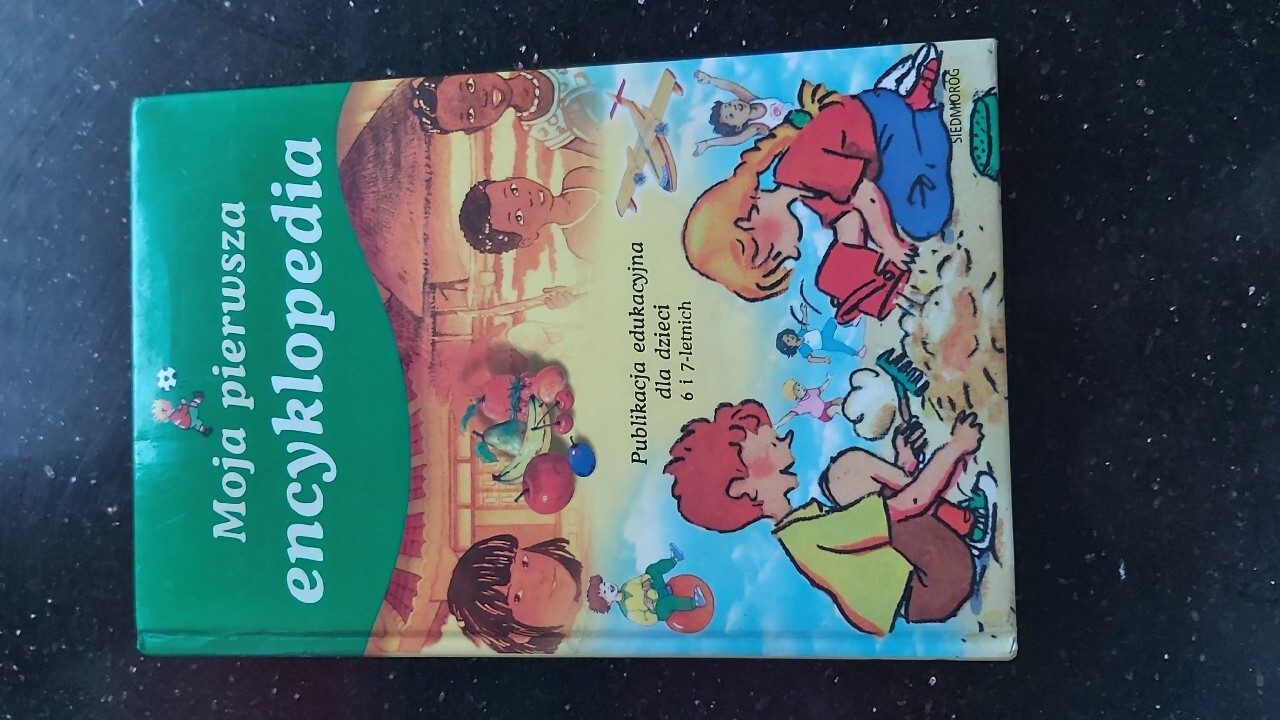 Moja pierwsza
encyklopedia
Publikacja edukacyjna
dla dzieci
6 i 7-letnich
SIEDMIORÓG